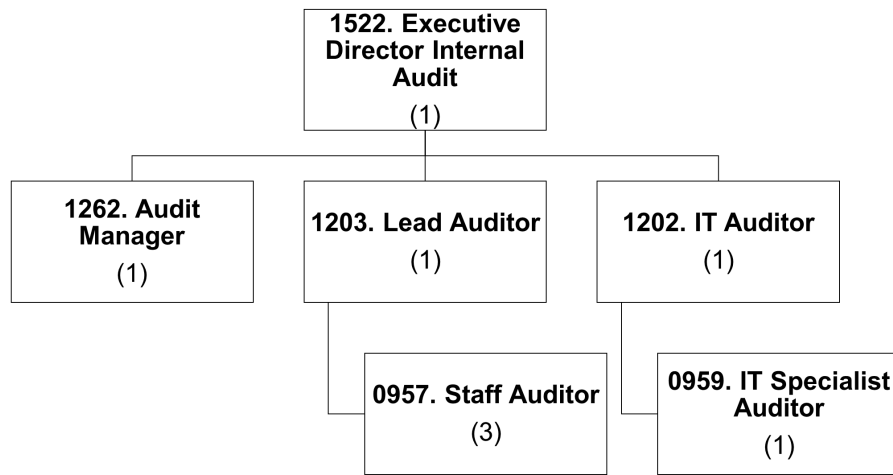 1522. Executive
Director Internal
Audit
(1)
1262. Audit
Manager
(1)
1203. Lead Auditor
(1)
1202. IT Auditor
(1)
0957. Staff Auditor
(3)
0959. IT Specialist
Auditor
(1)